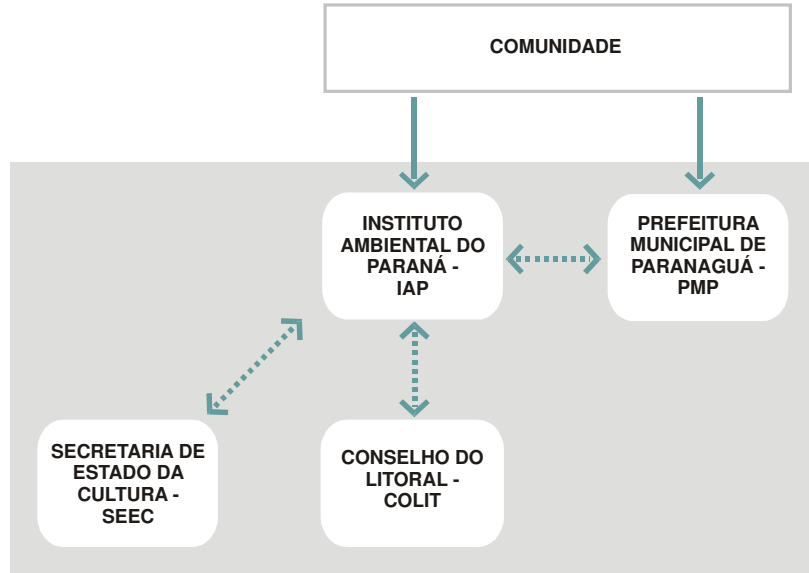 COMUNIDADE
INSTITUTO
AMBIENTAL DO
PARANÁ -
IAP
PREFEITURA
MUNICIPAL DE
PARANAGUÁ -
PMP
SECRETARIA DE
ESTADO DA
CULTURA -
SEEC
CONSELHO DO
LITORAL -
COLIT